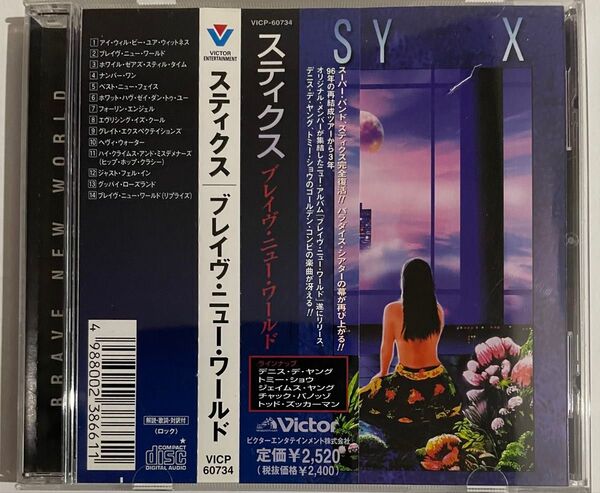 VICP-60734
1 アイ・ウィル・ビー・ユア・ウィットネス
2 ブレイヴ・ニュー・ワールド
3 ホワイル・ゼアズ・スティル・タイム
4 ナンバー・ワン
5 ベスト・ニュー・フェイス
6 ホワット・ハヴ・ゼイ・ダン・トゥ・ユー
7 フォーリン・エンジェル
8 エヴリシング・イズ・クール
9 グレイト・エクスペクテイションズ
10 ヘヴィ・ウォーター
11 ハイ・クライムス・アンド・ミスデメナーズ
(ヒップ・ホップ・クラシー)
12 ジャスト・フェル・イン
13 グッバイ・ローズランド
14 ブレイヴ・ニュー・ワールド(リプライズ)
BRAVE NEW WORLD
4 988002 386611
解説・歌詞・対訳付
(ロック)
COMPACT
disc
DIGITAL AUDIO
VICTOR
ENTERTAINMENT
スティクス
ブレイヴ・ニュー・ワールド
VICP
60734
スティクス
ブレイヴ・ニュー・ワールド
SY X
スーパー・バンド、スティクス完全復活!! パラダイス・シアターの幕が再び上がる!!
96年の再結成ツアーから3年、
オリジナル・メンバーが集結したニュー・アルバム「ブレイヴ・ニュー・ワールド」遂にリリース。
デニス・デ・ヤング、トミー・ショウのゴールデン・コンビの楽曲が冴える!!
ラインナップ
デニス・デ・ヤング
トミー・ショウ
ジェイムス・ヤング
チャック・パノッゾ
トッド・ズッカーマン
Victor
ビクターエンタテインメント株式会社
定価¥2,520
(税抜価格¥2,400)